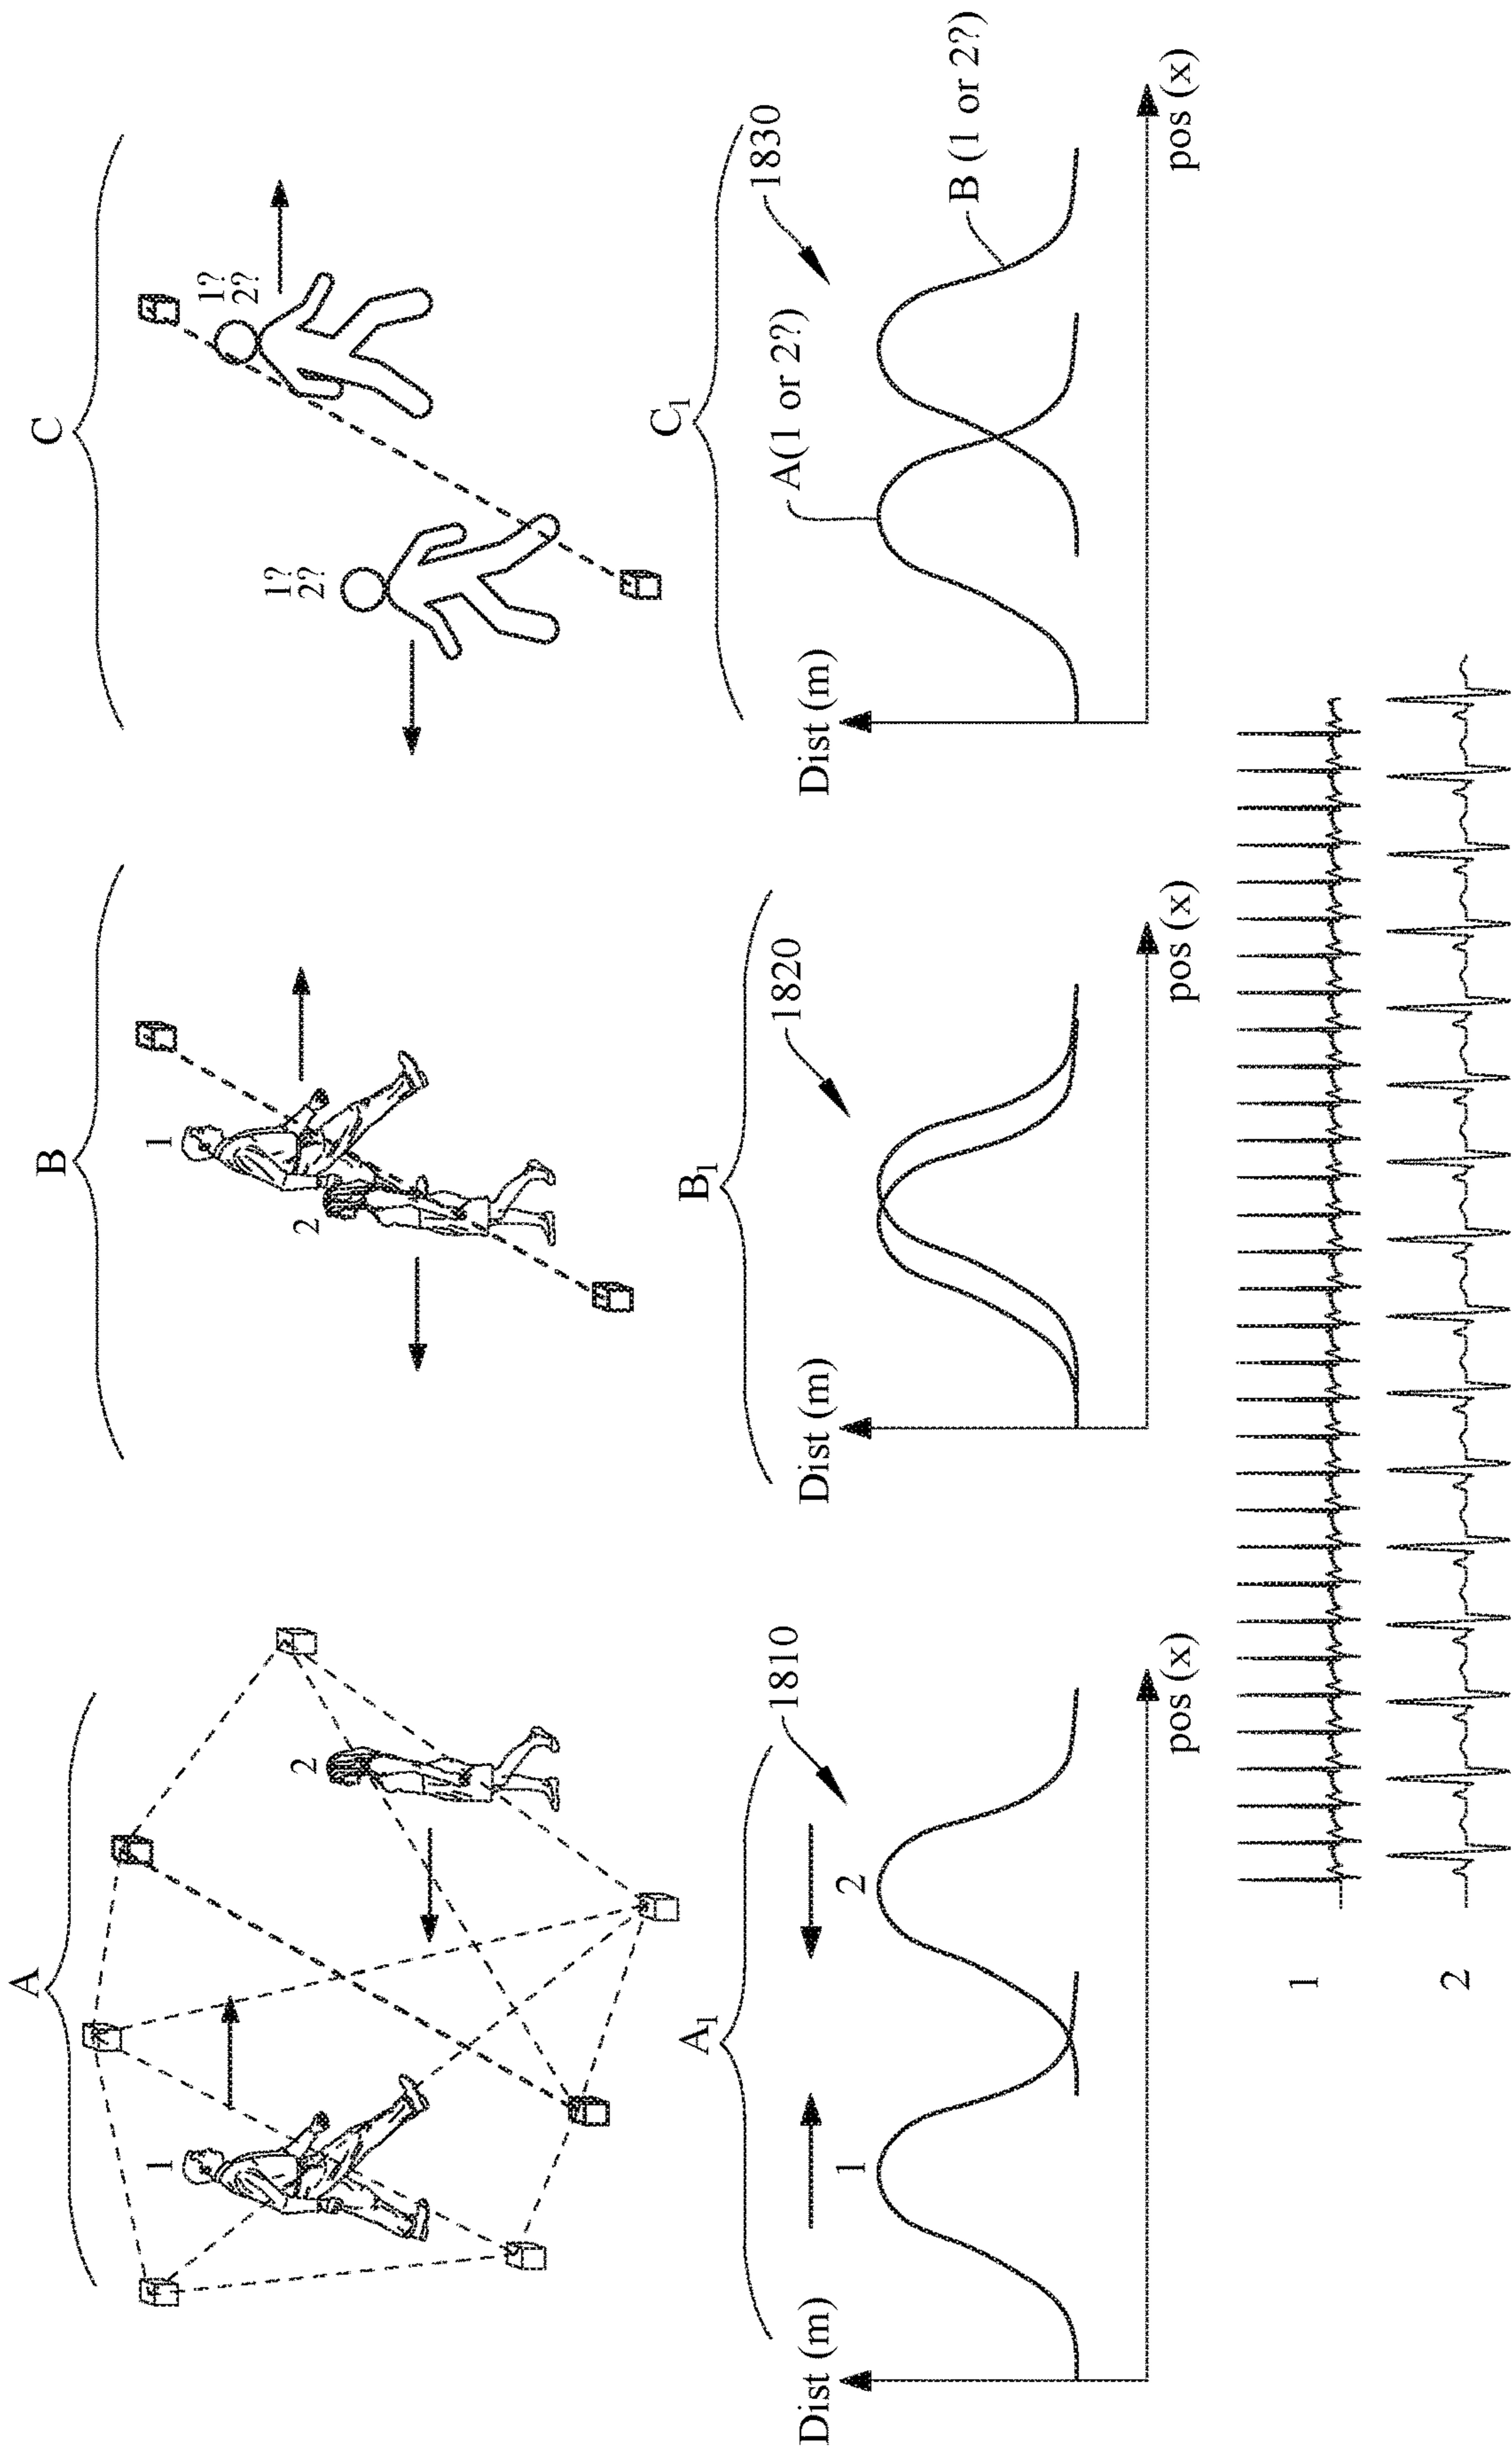 A
1
2
A1
1810
Dist (m)
1
2
pos (x)
B
1
2
B1
1820
Dist (m)
pos (x)
C
1?
2?
1?
2?
C1
1830
Dist (m)
A(1 or 2?)
B (1 or 2?)
pos (x)
1
2